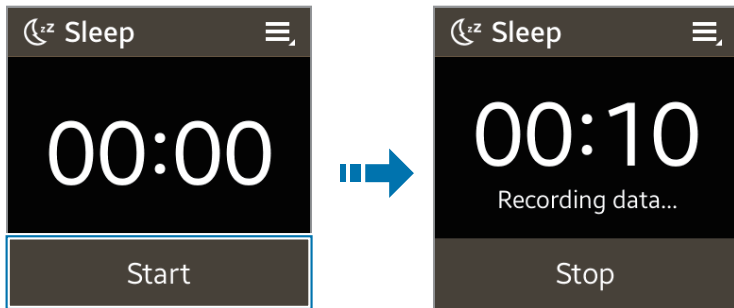 Sleep
00:00
Start
Sleep
00:10
Recording data...
Stop